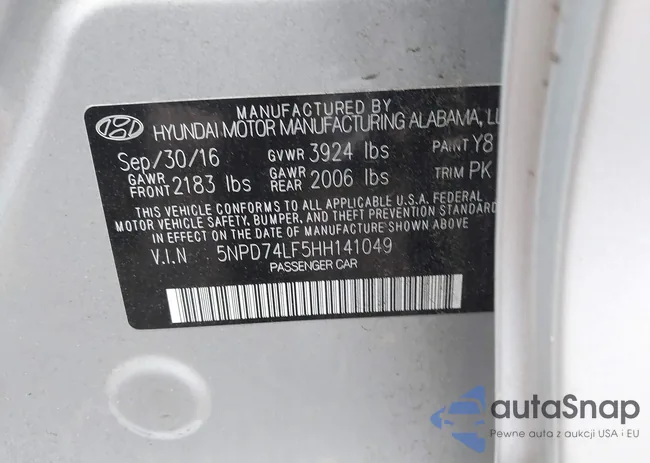 MANUFACTURED BY
HYUNDAI MOTOR MANUFACTURING ALABAMA,
Sep/30/16 GVWR 3924 lbs PAINT Y8
GAWR FRONT 2183 lbs GAWR REAR 2006 lbs TRIM PK
THIS VEHICLE CONFORMS TO ALL APPLICABLE U.S.A. FEDERAL
MOTOR VEHICLE SAFETY, BUMPER, AND THEFT PREVENTION STANDARDS
IN EFFECT ON THE DATE OF MANUFACTURE SHOWN ABOVE.
V.I.N 5NPD74LF5HH141049
PASSENGER CAR
autaSnap
Pewne auta z aukcji USA i EU